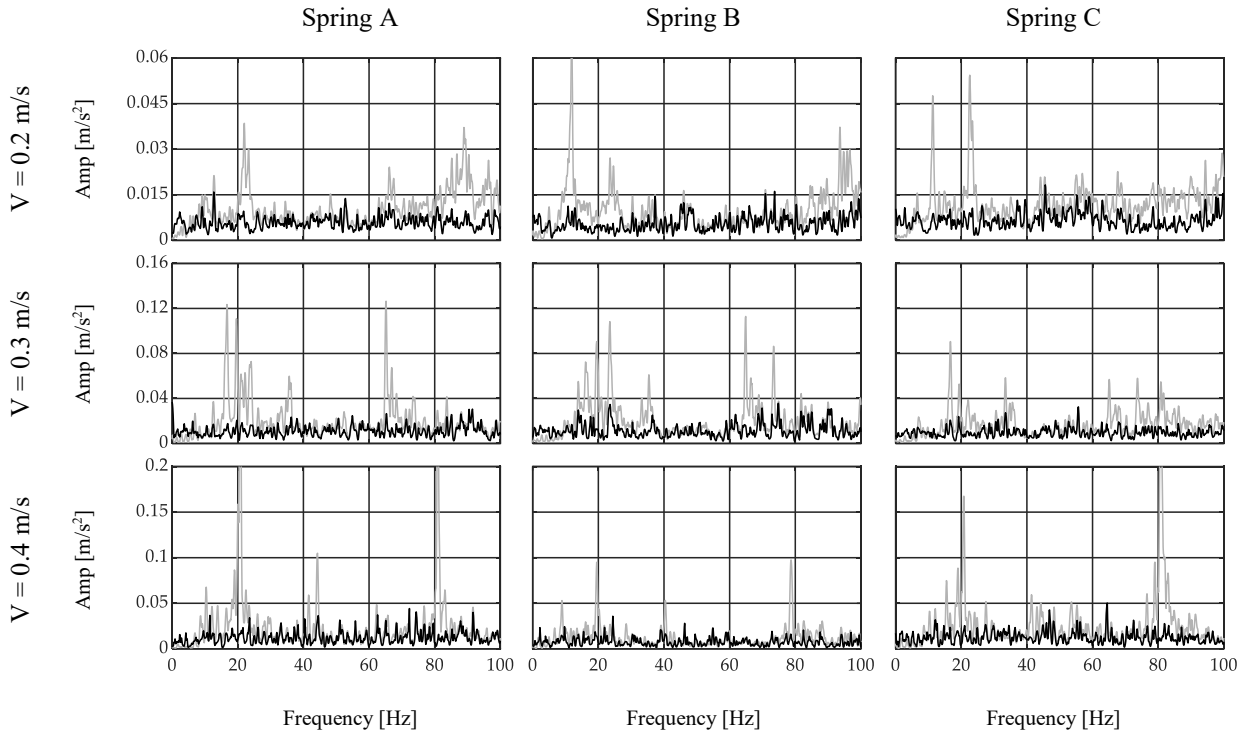 Spring A Spring B Spring C
V = 0.2 m/s
Amp [m/s²]
0.06
0.045
0.03
0.015
0
V = 0.3 m/s
Amp [m/s²]
0.16
0.12
0.08
0.04
0
V = 0.4 m/s
Amp [m/s²]
0.2
0.15
0.1
0.05
0
0 20 40 60 80 100 0 20 40 60 80 100 0 20 40 60 80 100
Frequency [Hz] Frequency [Hz] Frequency [Hz]